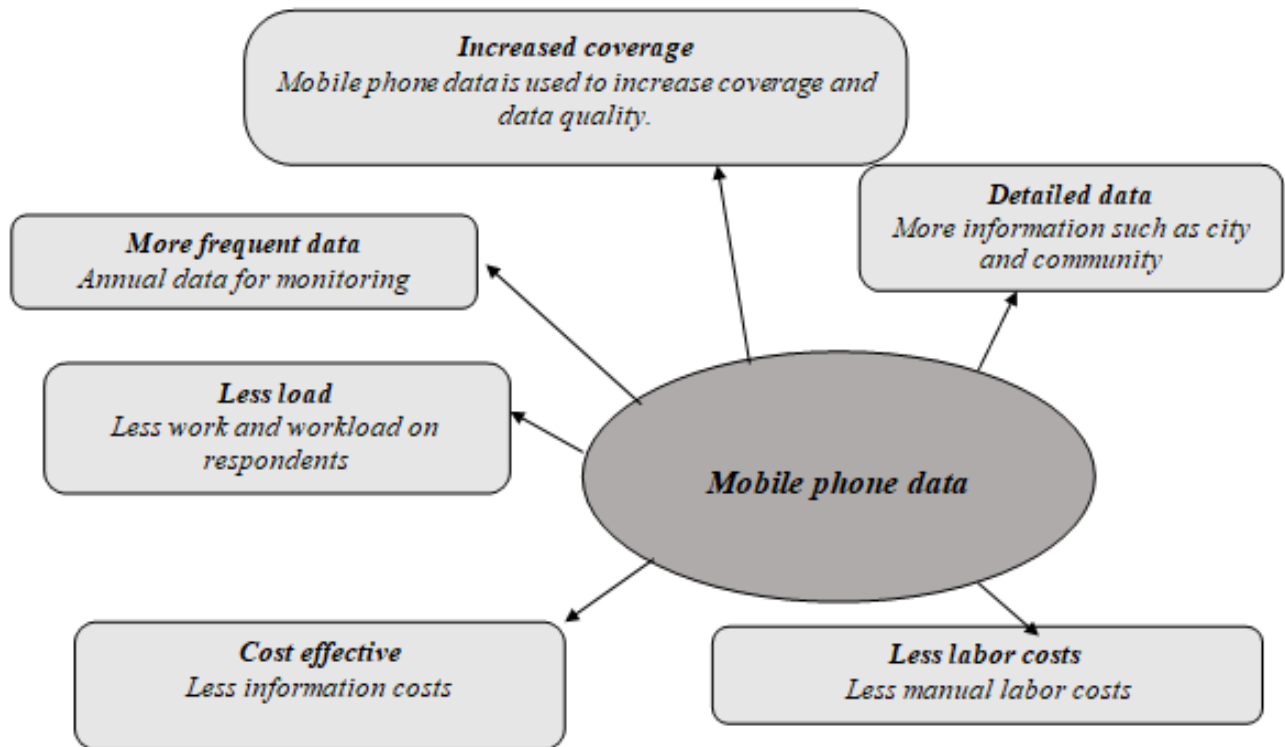 Increased coverage
Mobile phone data is used to increase coverage and
data quality.
Detailed data
More information such as city
and community
More frequent data
Annual data for monitoring
Less load
Less work and workload on
respondents
Mobile phone data
Cost effective
Less information costs
Less labor costs
Less manual labor costs